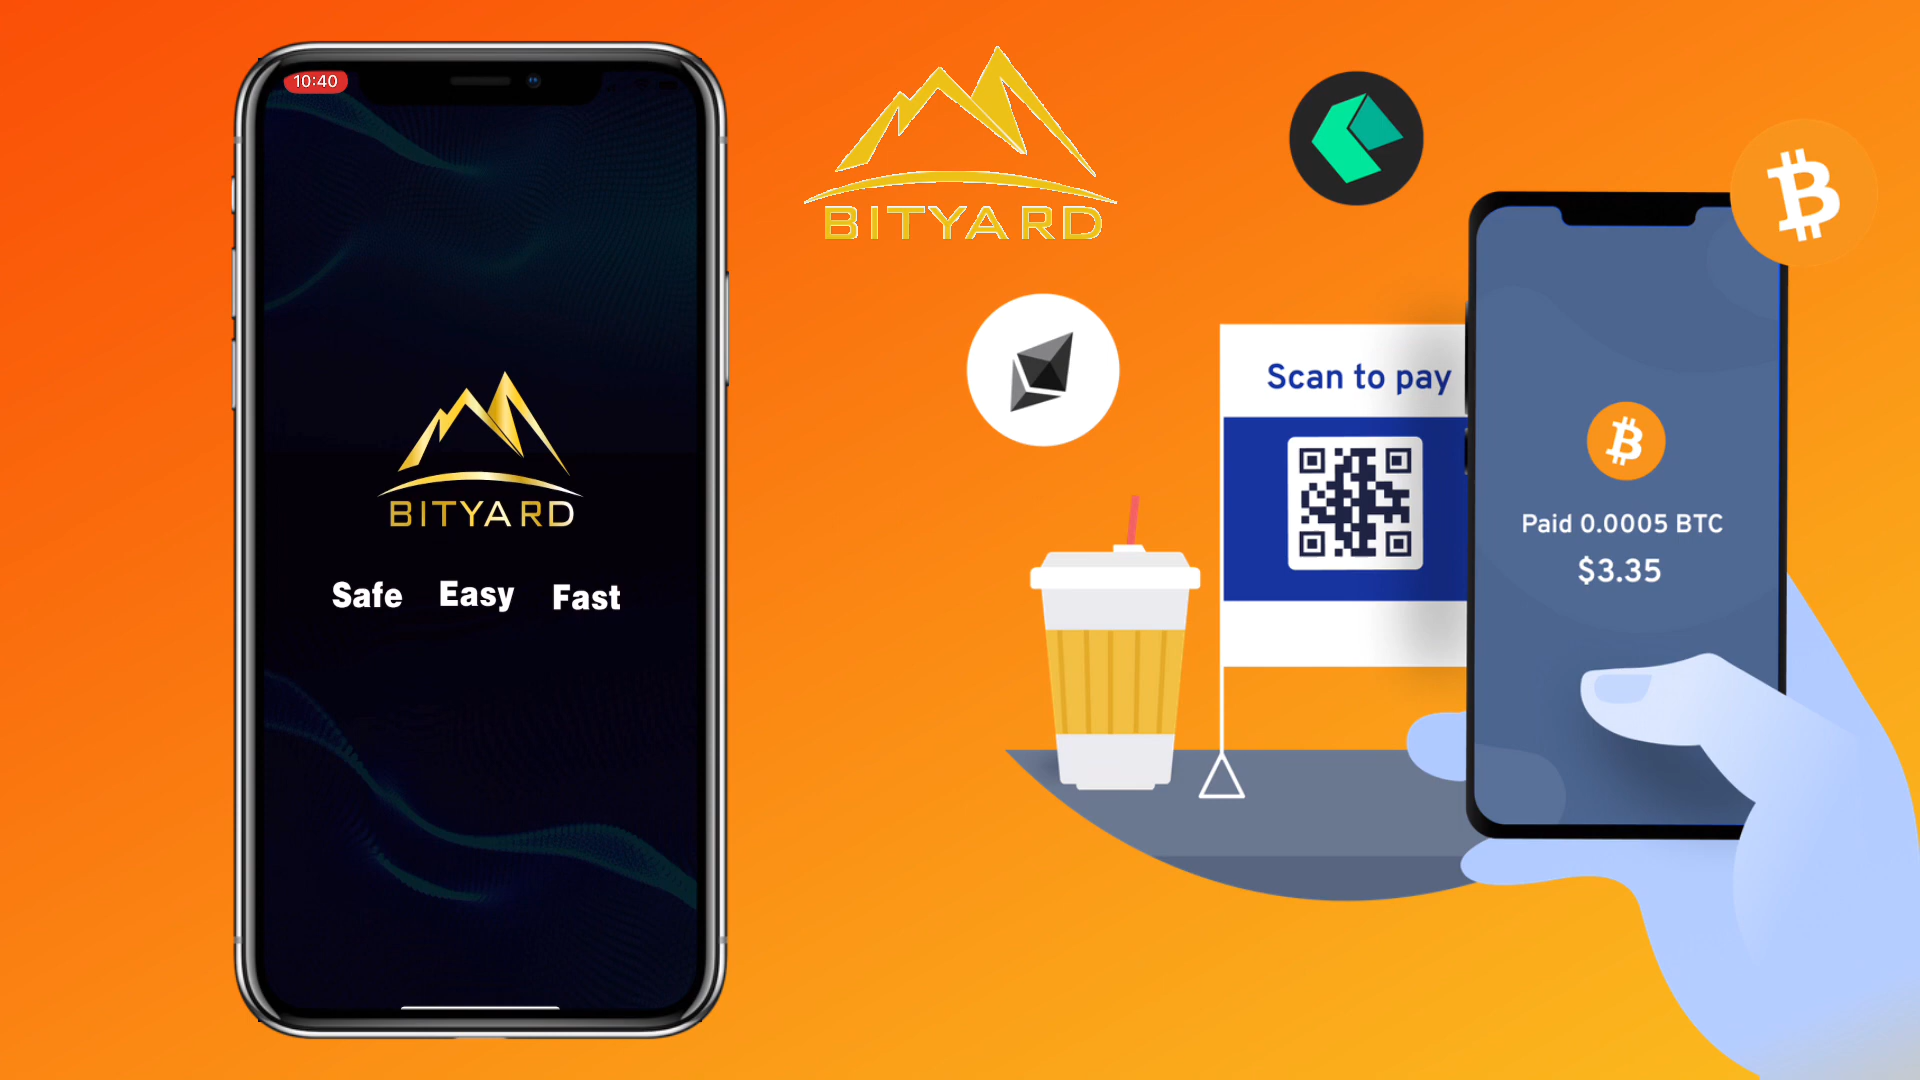 10:40
BITYARD
Safe Easy Fast
BITYARD
Scan to pay
Paid 0.0005 BTC
$3.35